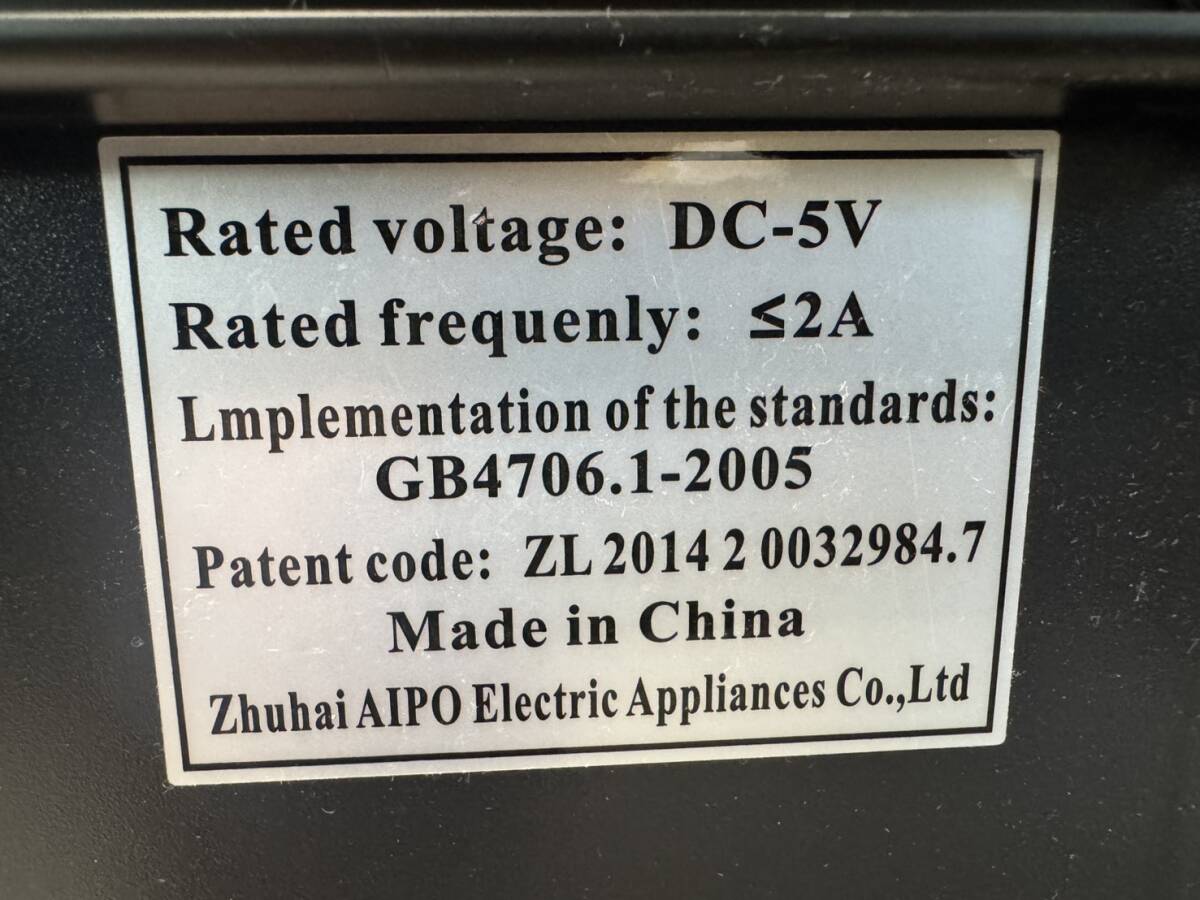 Rated voltage: DC-5V
Rated frequenly: ≤2A
Lmplementation of the standards:
GB4706.1-2005
Patent code: ZL 2014 2 0032984.7
Made in China
Zhuhai AIPO Electric Appliances Co.,Ltd